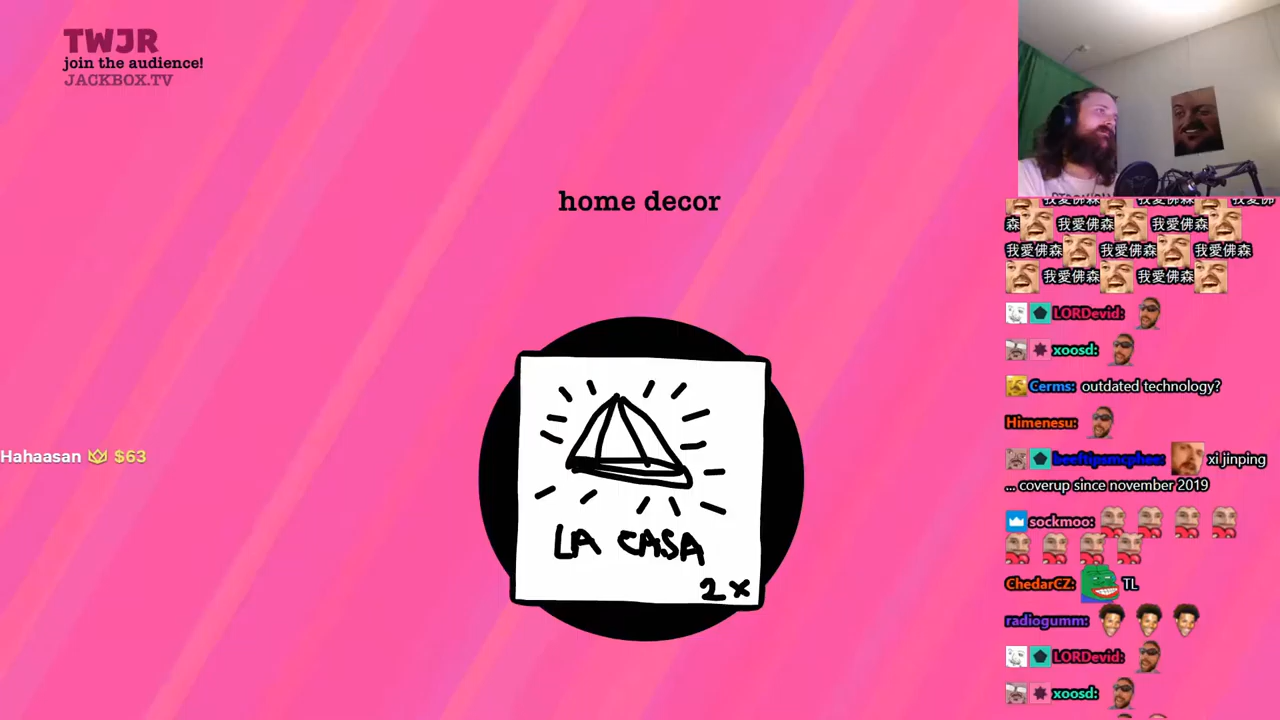 TWJR
join the audience!
JACKBOX.TV
home decor
LA CASA
2x
Hahaasan $63
我愛佛森 我愛佛森
森 我愛佛森 我愛佛森
我愛佛森 我愛佛森 我愛佛森
我愛佛森 我愛佛森
LORDevid:
xoosd:
Cerms: outdated technology?
Himenesu:
beeftipsmcphee: xi jinping
... coverup since november 2019
sockmoo:
ChedarCZ: TL
radiogumm:
LORDevid:
xoosd: